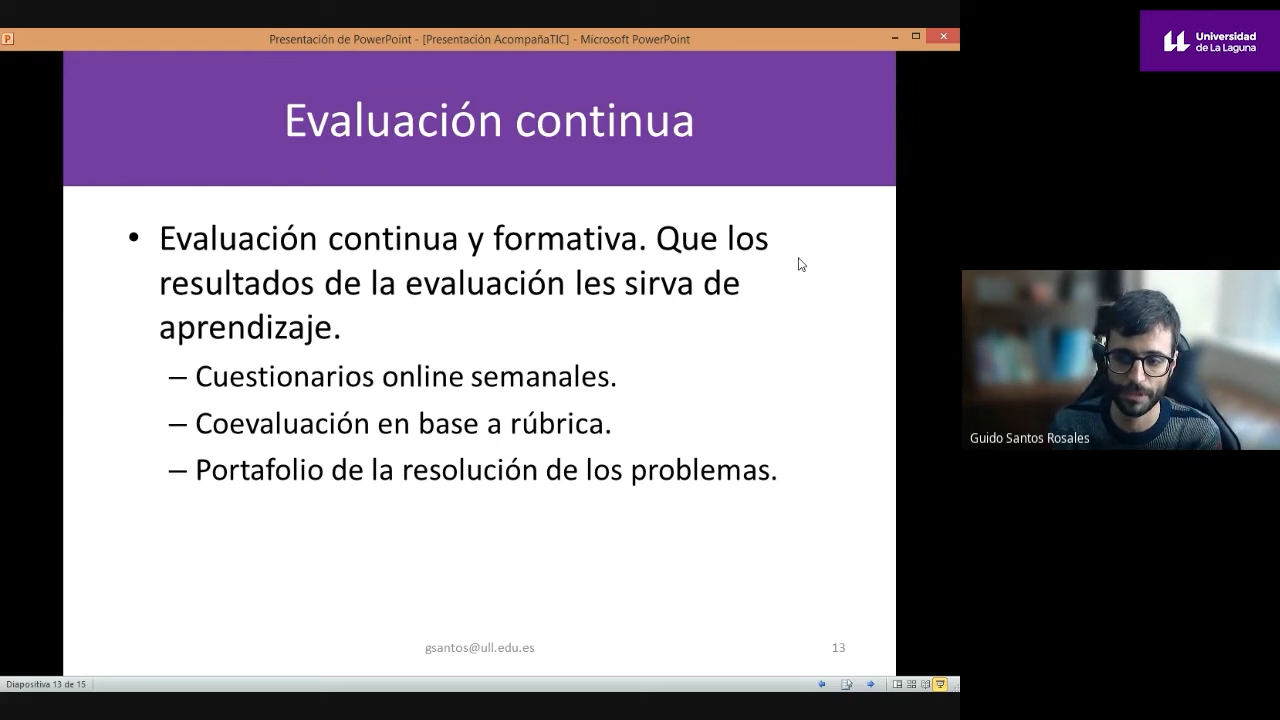 Presentación de PowerPoint - [Presentación AcompañaTIC] - Microsoft PowerPoint
Universidad
de La Laguna
Evaluación continua
• Evaluación continua y formativa. Que los
resultados de la evaluación les sirva de
aprendizaje.
– Cuestionarios online semanales.
– Coevaluación en base a rúbrica.
– Portafolio de la resolución de los problemas.
Guido Santos Rosales
gsantos@ull.edu.es
13
Diapositiva 13 de 15